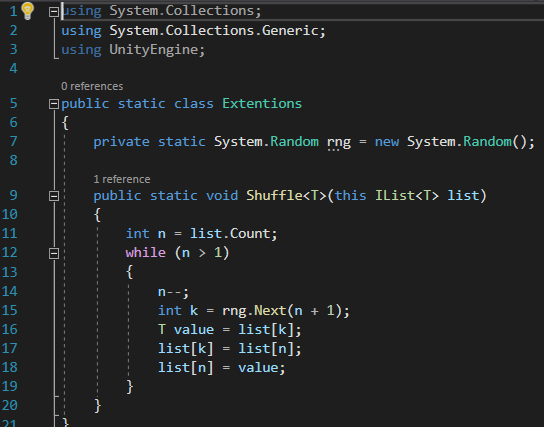 1 using System.Collections;
2 using System.Collections.Generic;
3 using UnityEngine;
4
0 references
5 public static class Extentions
6 {
7 private static System.Random rng = new System.Random();
8
1 reference
9 public static void Shuffle<T>(this IList<T> list)
10 {
11 int n = list.Count;
12 while (n > 1)
13 {
14 n--;
15 int k = rng.Next(n + 1);
16 T value = list[k];
17 list[k] = list[n];
18 list[n] = value;
19 }
20 }
21 }